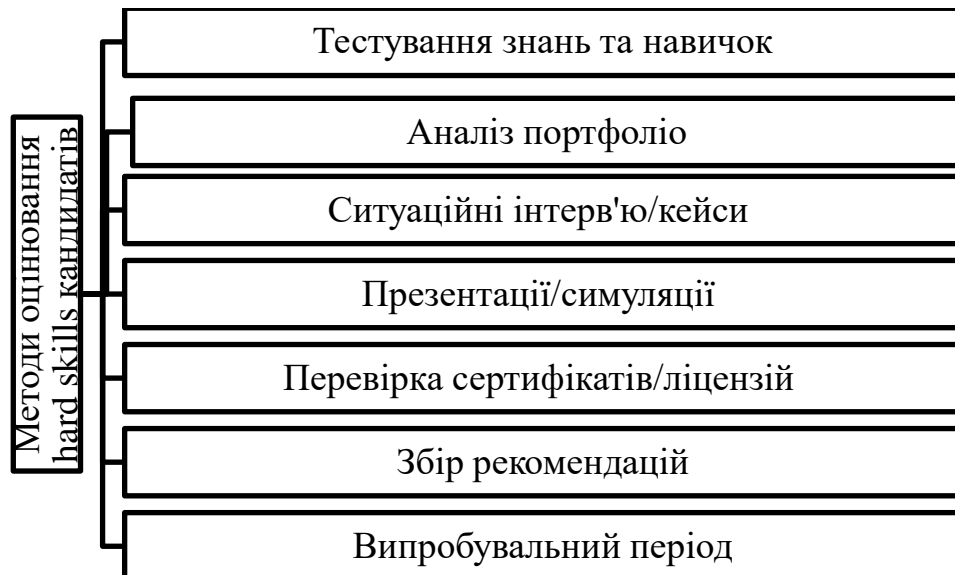 Методи оцінювання
hard skills кандидатів
Тестування знань та навичок
Аналіз портфоліо
Ситуаційні інтерв'ю/кейси
Презентації/симуляції
Перевірка сертифікатів/ліцензій
Збір рекомендацій
Випробувальний період